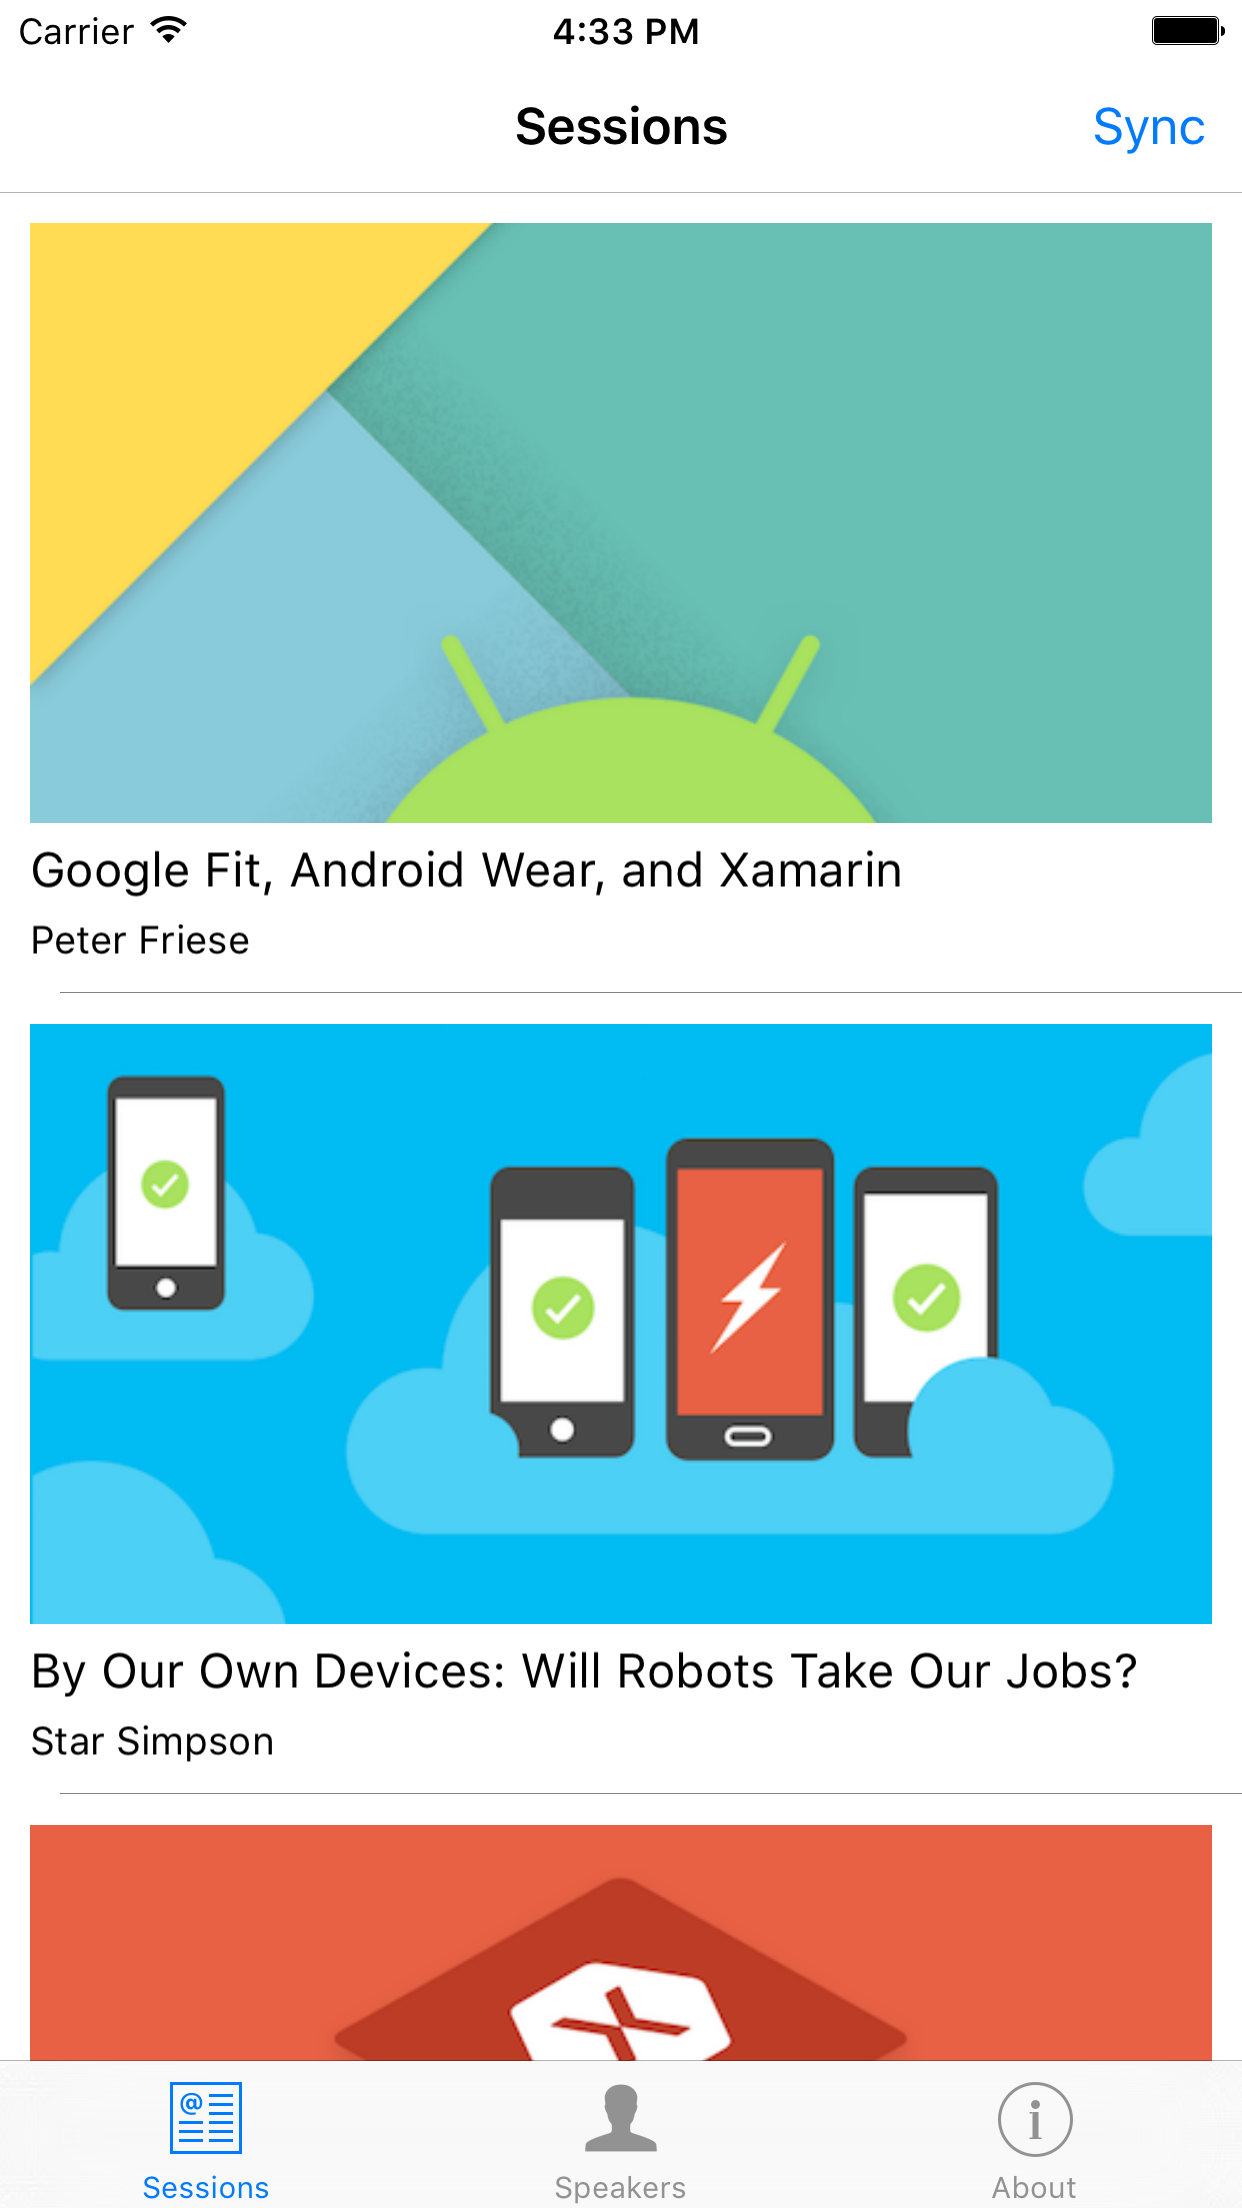 Carrier 4:33 PM
Sessions Sync
Google Fit, Android Wear, and Xamarin
Peter Friese
By Our Own Devices: Will Robots Take Our Jobs?
Star Simpson
@ i
Sessions Speakers About